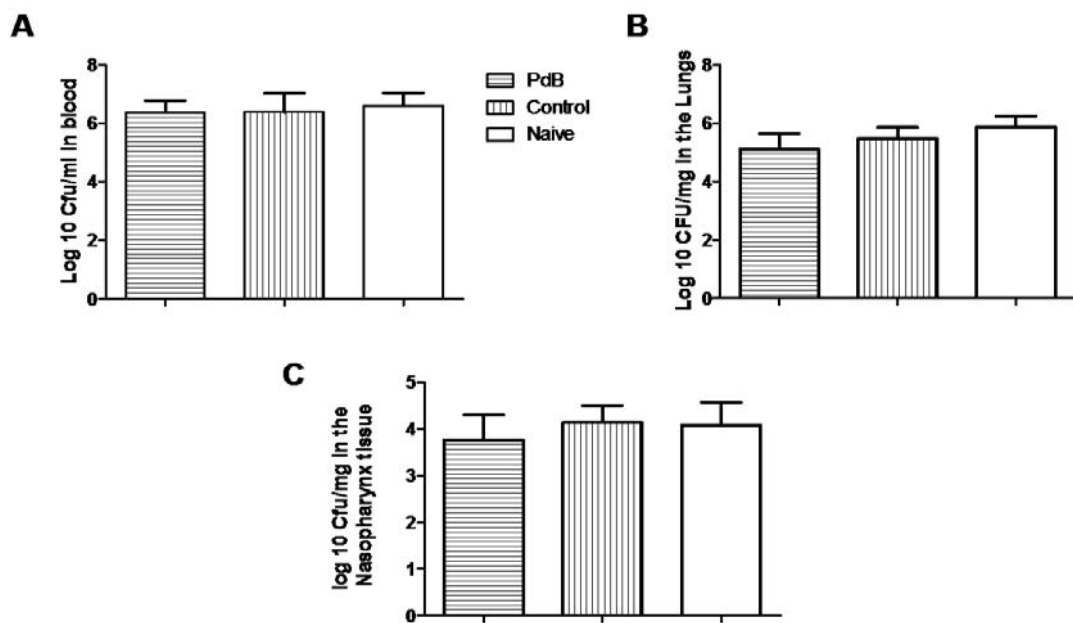 A
Log 10 Cfu/ml in blood
8
6
4
2
0
PdB
Control
Naive
B
Log 10 CFU/mg in the Lungs
8
6
4
2
0
C
log 10 Cfu/mg in the
Nasopharynx tissue
5
4
3
2
1
0